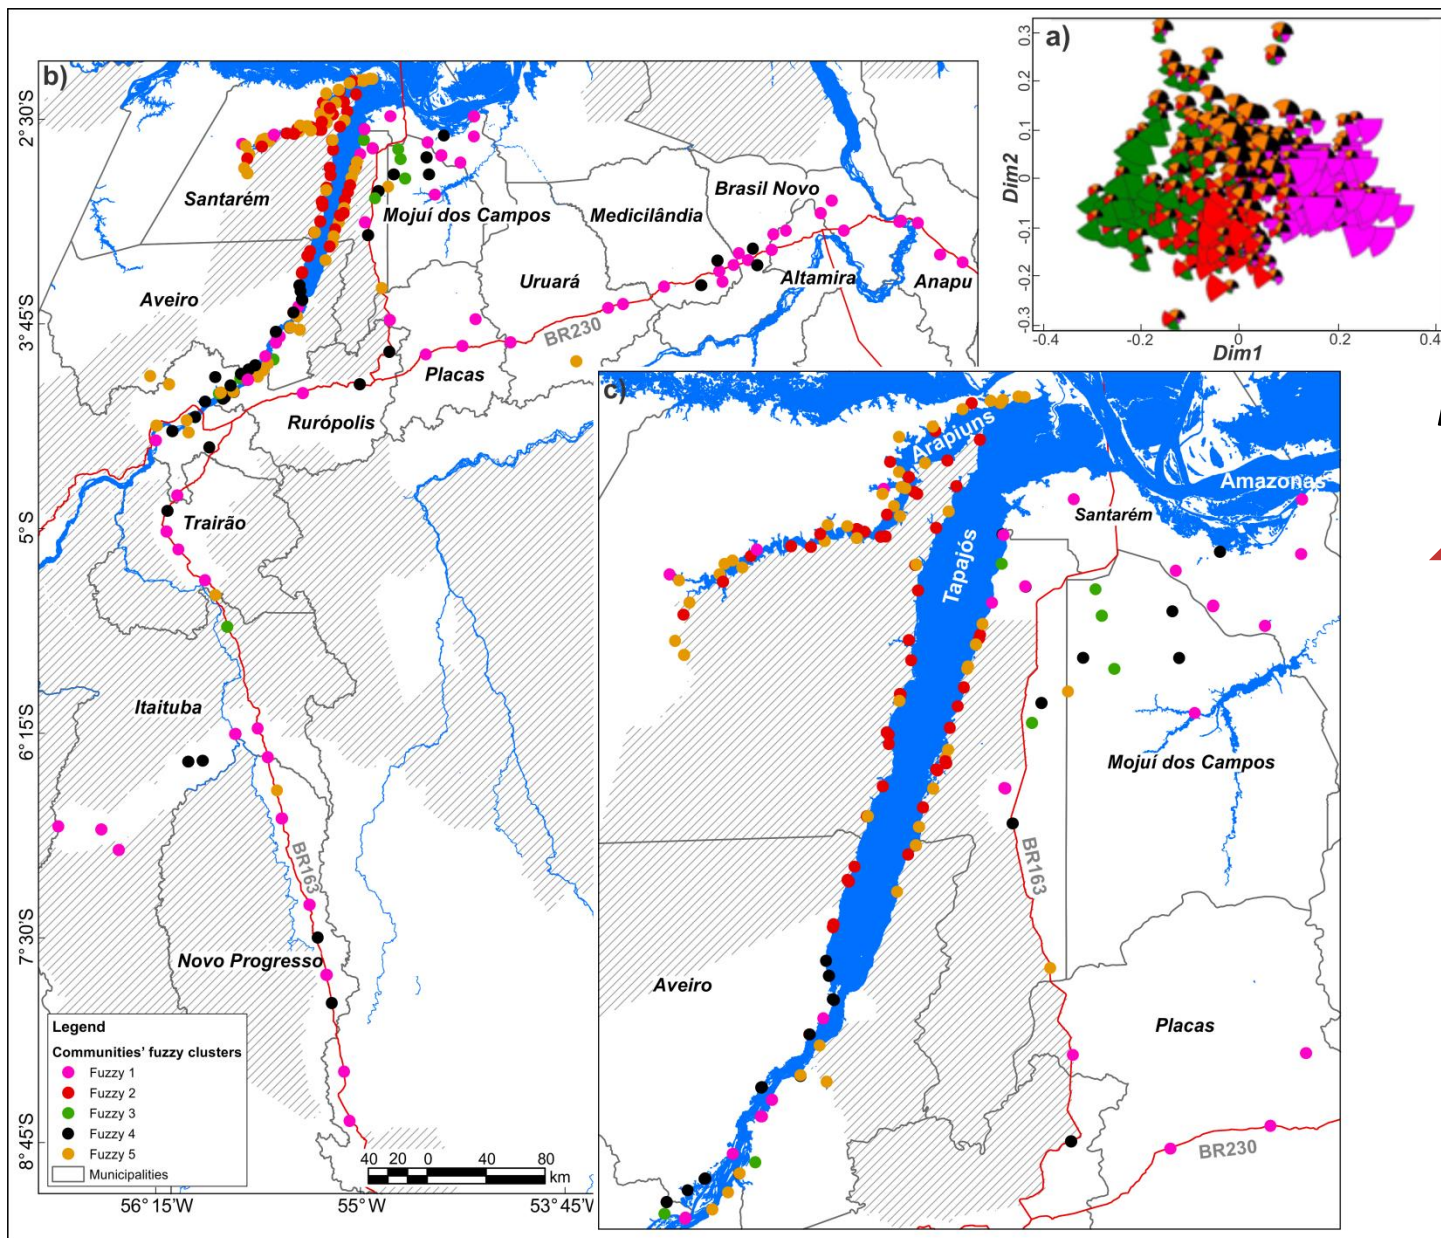 b)
2°30'S
3°45'S
5°S
6°15'S
7°30'S
8°45'S
56°15'W
55°W
53°45'W
Santarém
Mojuí dos Campos
Medicilândia
Brasil Novo
Uruará
Altamira
Anapu
Aveiro
BR230
Placas
Rurópolis
Trairão
Itaituba
BR163
Novo Progresso
Legend
Communities' fuzzy clusters
Fuzzy 1
Fuzzy 2
Fuzzy 3
Fuzzy 4
Fuzzy 5
Municipalities
40 20 0 40 80
km
a)
Dim2
0.3
0.2
0.1
0
-0.1
-0.2
-0.3
-0.4 -0.2 0 0.2 0.4
Dim1
c)
Arapiuns
Amazonas
Santarém
Tapajós
Mojuí dos Campos
BR163
Aveiro
Placas
BR230